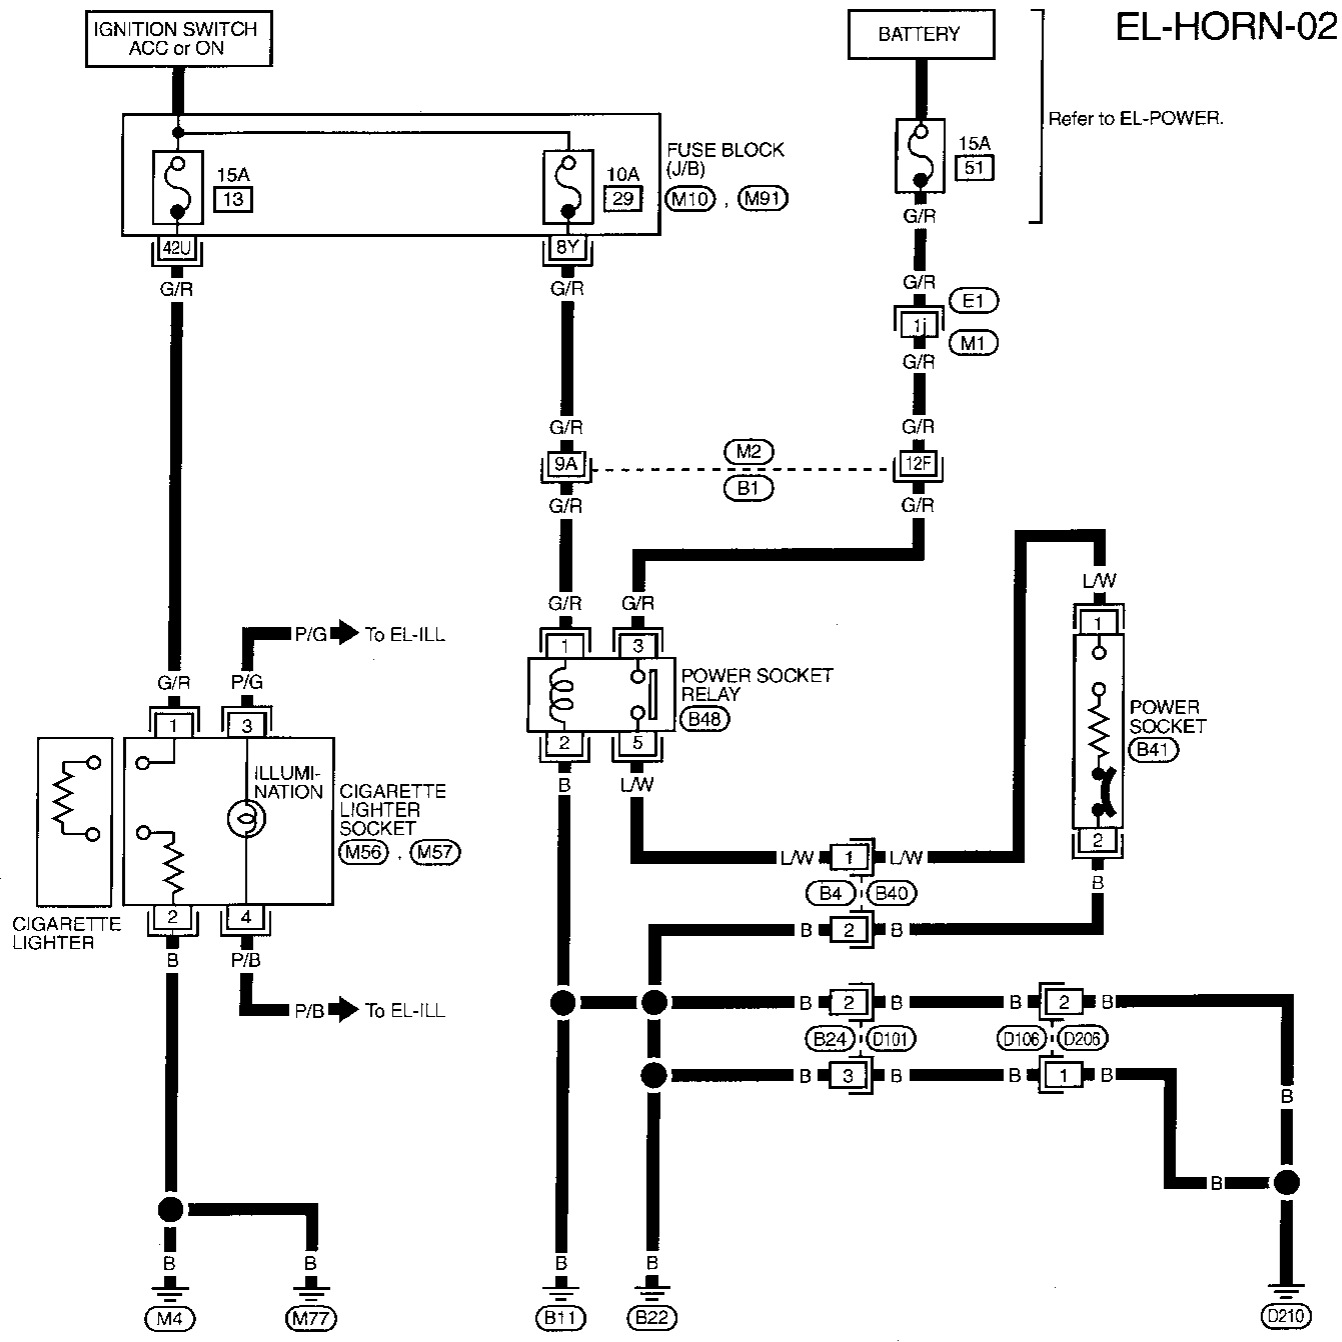 EL-HORN-02
IGNITION SWITCH
ACC or ON
BATTERY
Refer to EL-POWER.
15A
13
10A
29
FUSE BLOCK
(J/B)
M10 , M91
15A
51
G/R
42U
8Y
G/R
G/R
G/R
E1
1j
M1
G/R
G/R
G/R
9A
M2
B1
12F
G/R
G/R
L/W
G/R
G/R
1
P/G
To EL-ILL
1
3
POWER SOCKET
RELAY
B48
G/R
P/G
1
3
2
5
POWER
SOCKET
B41
ILLUMI-
NATION
CIGARETTE
LIGHTER
SOCKET
M56 , M57
B
L/W
2
L/W
1
L/W
B
B4
B40
CIGARETTE
LIGHTER
2
4
B
2
B
B
P/B
P/B
To EL-ILL
B
2
B
B
2
B
B24
D101
D106
D206
B
3
B
B
1
B
B
B
B
B
B
B
M4
M77
B11
B22
D210